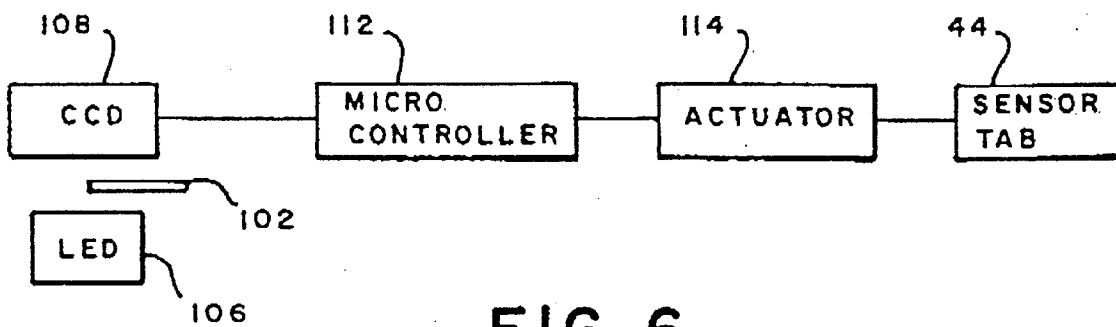 108
112
114
44
CCD
MICRO
CONTROLLER
ACTUATOR
SENSOR
TAB
102
LED
106
FIG. 6